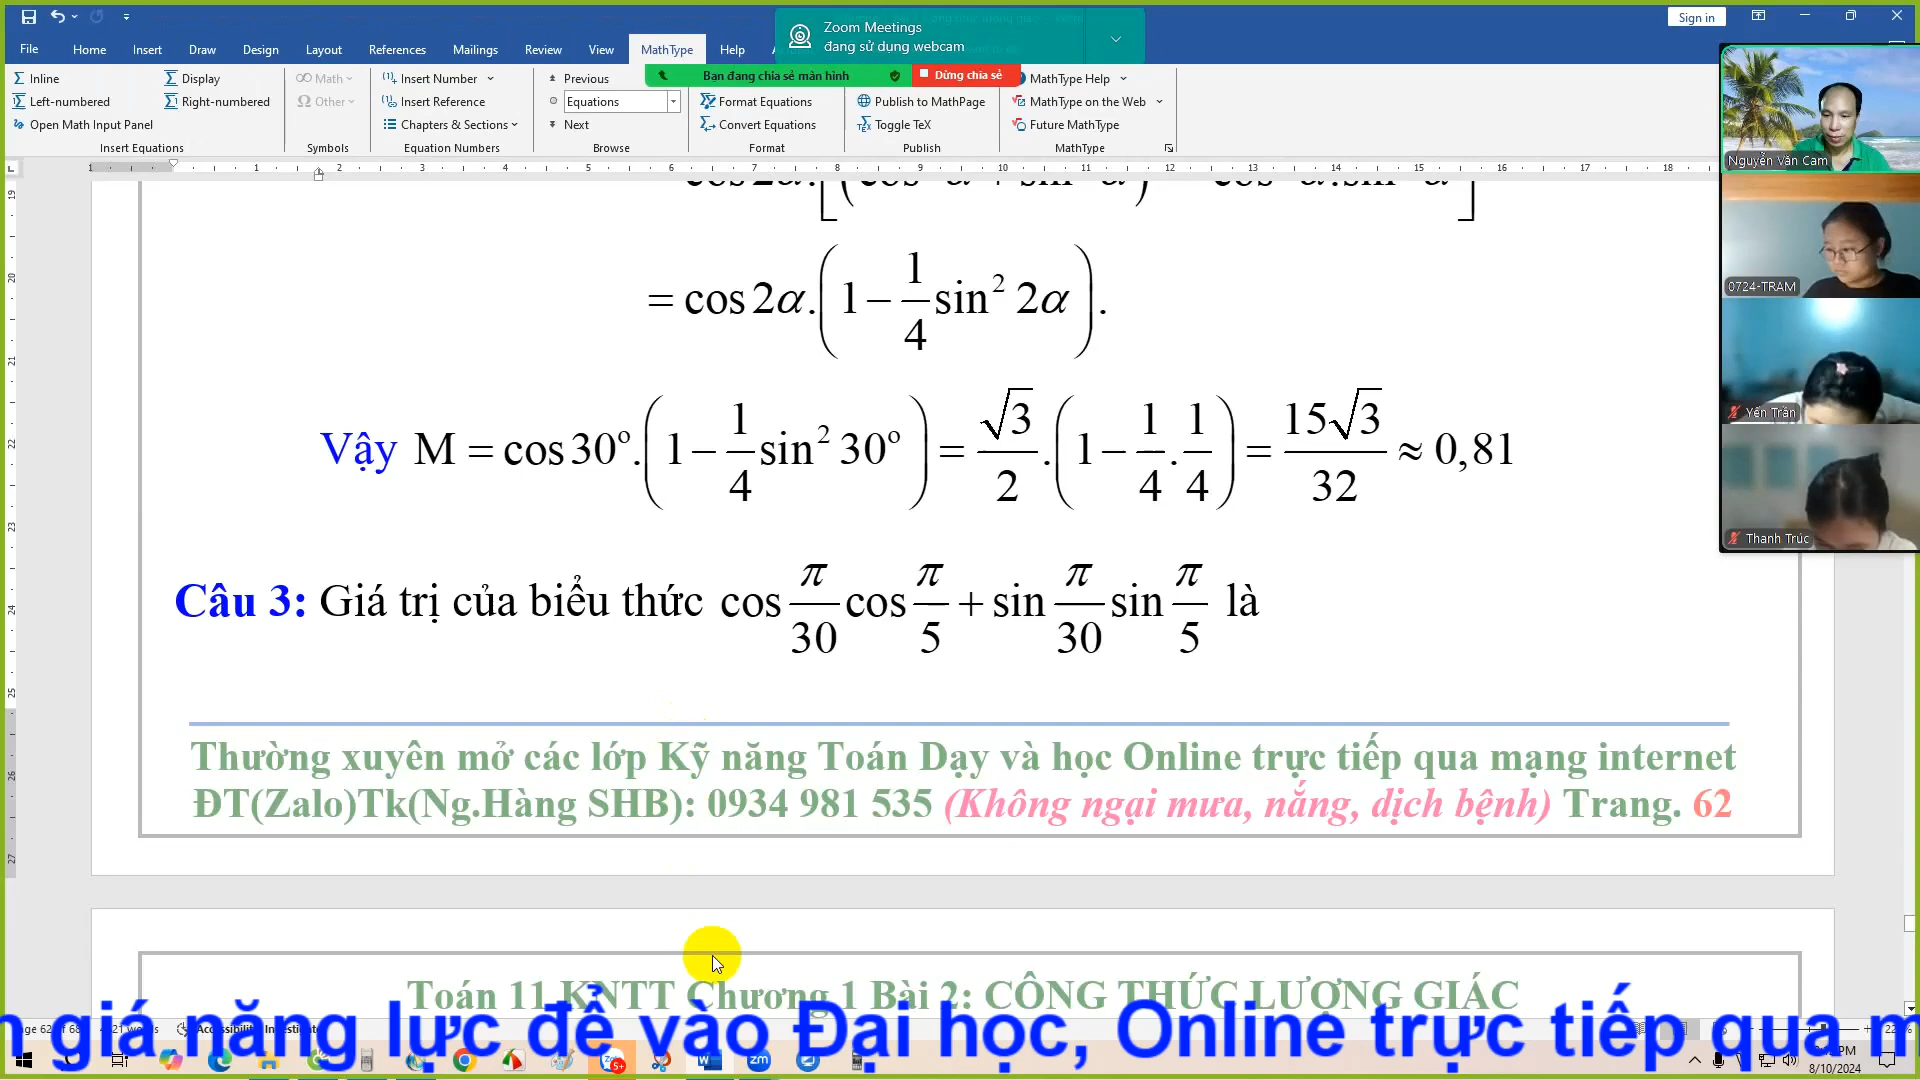 Sign in
Zoom Meetings
đang sử dụng webcam
File Home Insert Draw Design Layout References Mailings Review View MathType Help
Bạn đang chia sẻ màn hình Dừng chia sẻ
Inline Display Math Insert Number Previous MathType Help
Left-numbered Right-numbered Other Insert Reference Equations Format Equations Publish to MathPage MathType on the Web
Open Math Input Panel Chapters & Sections Next Convert Equations Toggle TeX Future MathType
Insert Equations Symbols Equation Numbers Browse Format Publish MathType
Nguyễn Văn Cam
0724-TRAM
Yến Trân
Thanh Trúc
= cos2α.(1 − 1/4 sin² 2α).
Vậy M = cos30º.(1 − 1/4 sin² 30º) = √3/2.(1 − 1/4.1/4) = 15√3/32 ≈ 0,81
Câu 3: Giá trị của biểu thức cos π/30 cos π/5 + sin π/30 sin π/5 là
Thường xuyên mở các lớp Kỹ năng Toán Dạy và học Online trực tiếp qua mạng internet
ĐT(Zalo)Tk(Ng.Hàng SHB): 0934 981 535 (Không ngại mưa, nắng, dịch bệnh) Trang. 62
Toán 11 KNTT Chương 1 Bài 2: CÔNG THỨC LƯỢNG GIÁC
giá năng lực để vào Đại học, Online trực tiếp qua
8/10/2024